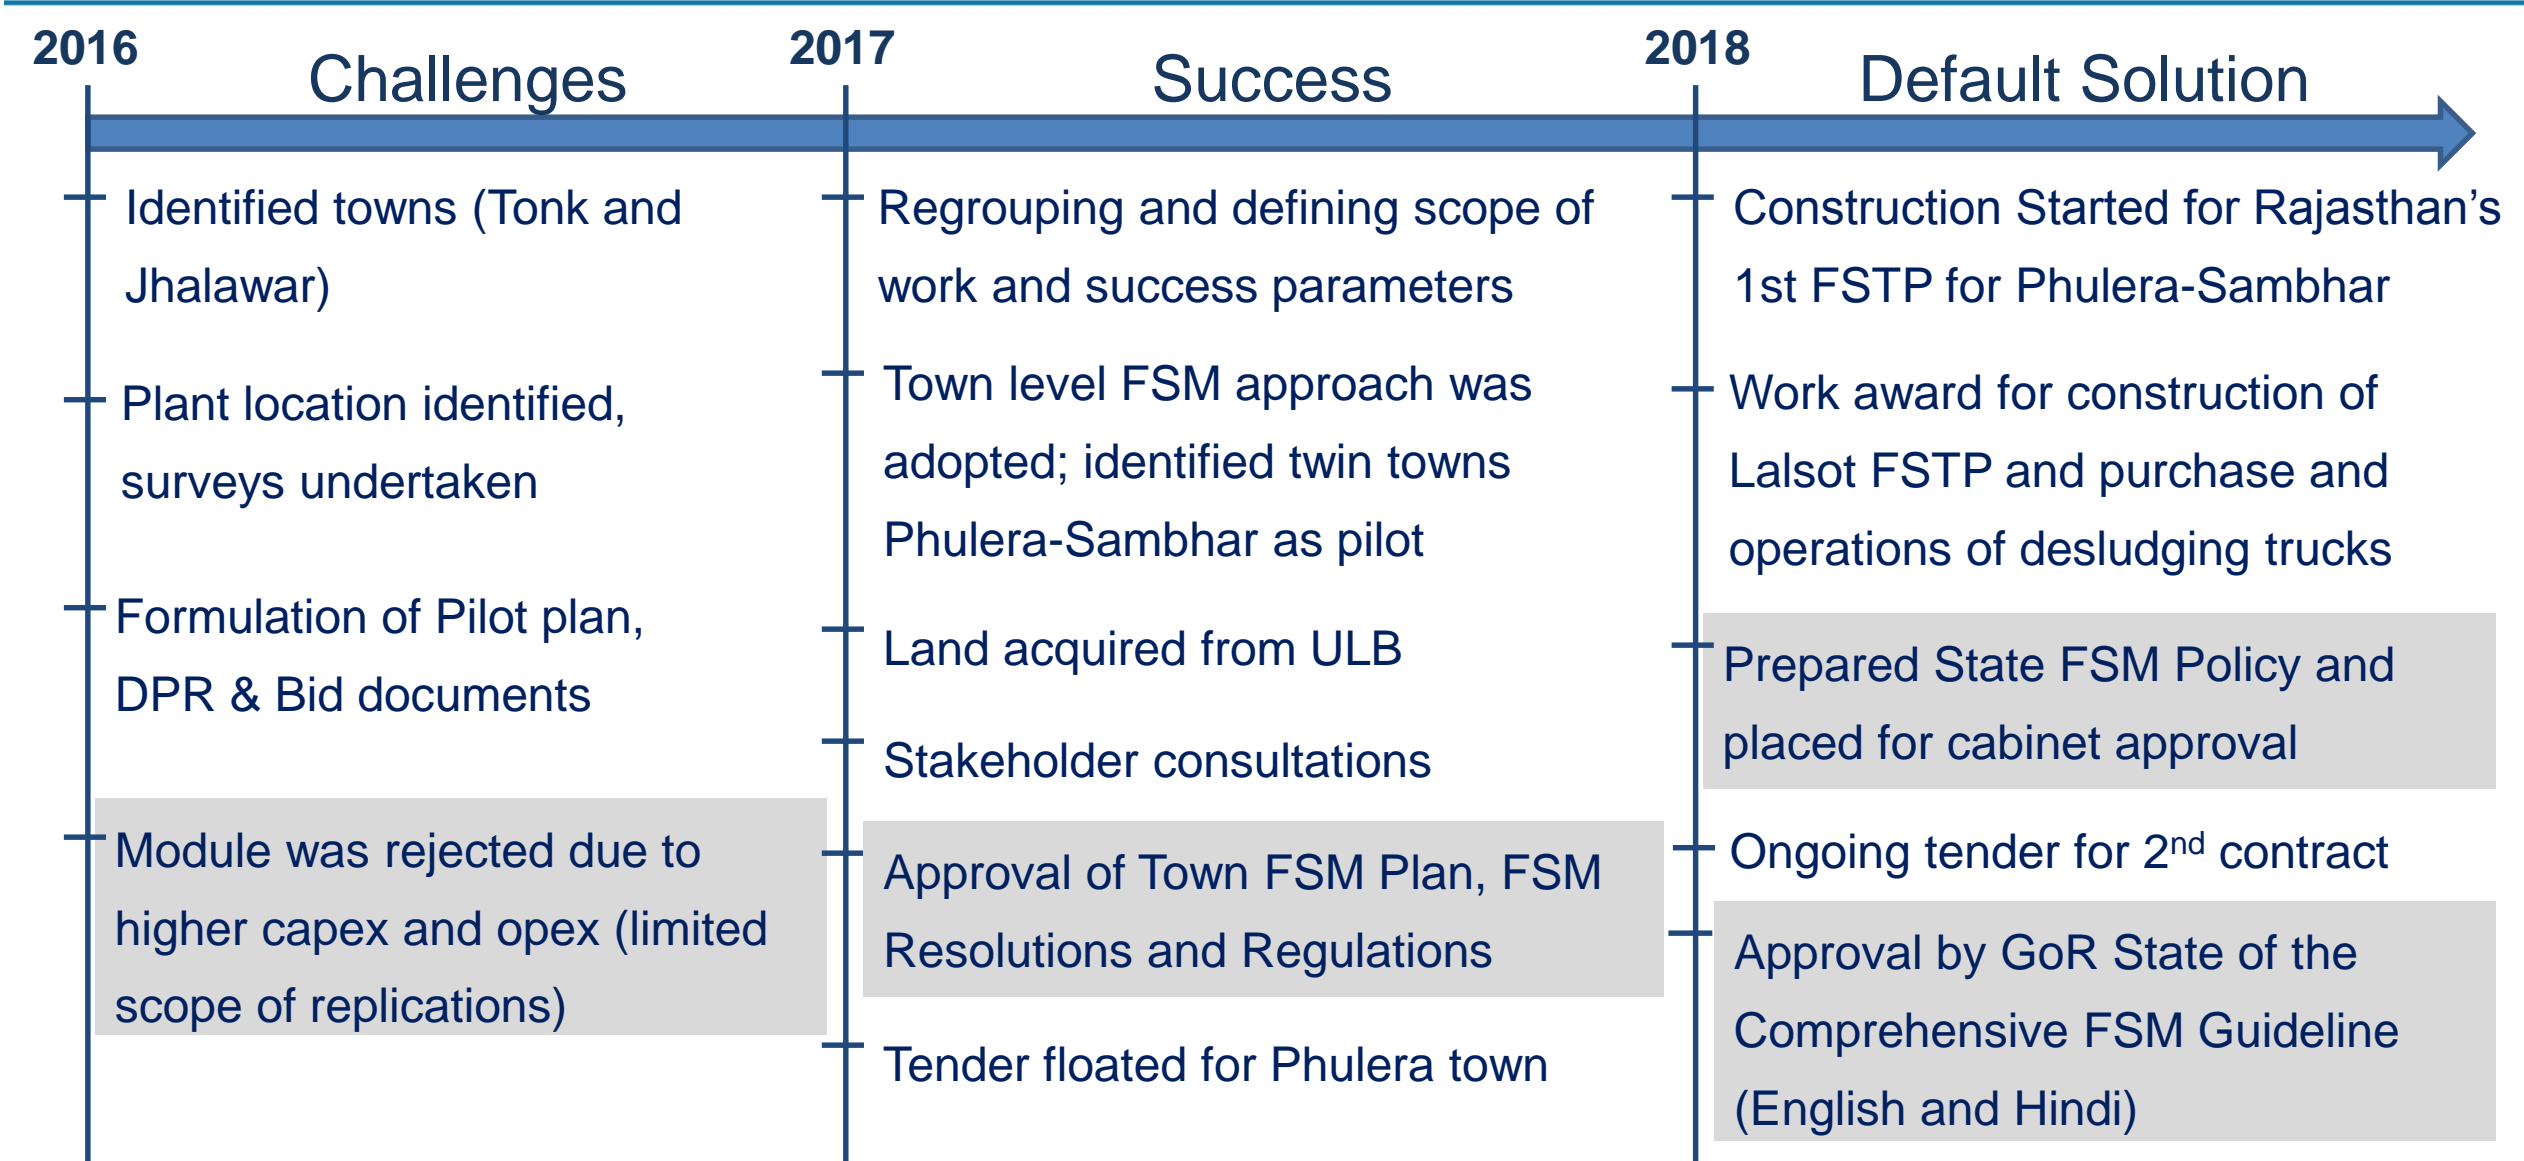 2016
Challenges
2017
Success
2018
Default Solution
Identified towns (Tonk and
Jhalawar)
Plant location identified,
surveys undertaken
Formulation of Pilot plan,
DPR & Bid documents
Module was rejected due to
higher capex and opex (limited
scope of replications)
Regrouping and defining scope of
work and success parameters
Town level FSM approach was
adopted; identified twin towns
Phulera-Sambhar as pilot
Land acquired from ULB
Stakeholder consultations
Approval of Town FSM Plan, FSM
Resolutions and Regulations
Tender floated for Phulera town
Construction Started for Rajasthan’s
1st FSTP for Phulera-Sambhar
Work award for construction of
Lalsot FSTP and purchase and
operations of desludging trucks
Prepared State FSM Policy and
placed for cabinet approval
Ongoing tender for 2nd contract
Approval by GoR State of the
Comprehensive FSM Guideline
(English and Hindi)